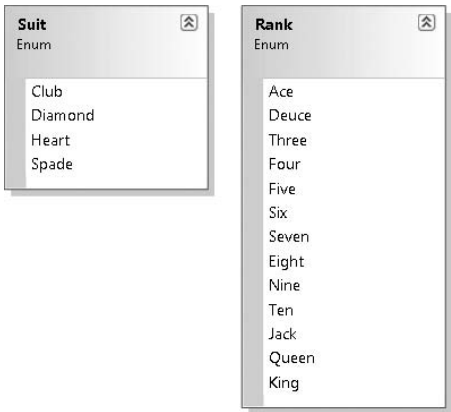 Suit
Enum
Club
Diamond
Heart
Spade
Rank
Enum
Ace
Deuce
Three
Four
Five
Six
Seven
Eight
Nine
Ten
Jack
Queen
King